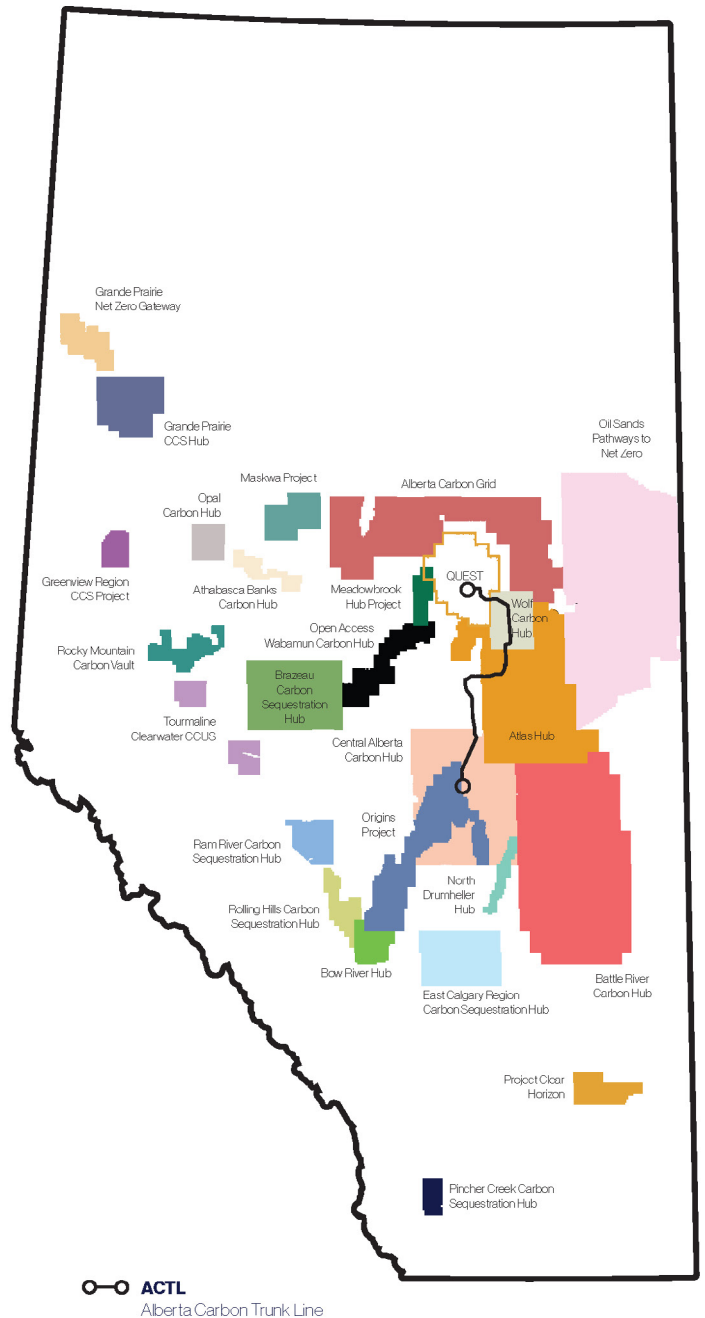 Grande Prairie
Net Zero Gateway
Grande Prairie
CCS Hub
Oil Sands
Pathways to
Net Zero
Maskwa Project
Alberta Carbon Grid
Opal
Carbon Hub
Greenview Region
CCS Project
Athabasca Banks
Carbon Hub
Meadowbrook
Hub Project
QUEST
Wolf
Carbon
Hub
Open Access
Wabamun Carbon Hub
Rocky Mountain
Carbon Vault
Brazeau
Carbon
Sequestration
Hub
Tourmaline
Clearwater CCUS
Central Alberta
Carbon Hub
Atlas Hub
Origins
Project
Ram River Carbon
Sequestration Hub
North
Drumheller
Hub
Rolling Hills Carbon
Sequestration Hub
Bow River Hub
East Calgary Region
Carbon Sequestration Hub
Battle River
Carbon Hub
Project Clear
Horizon
Pincher Creek Carbon
Sequestration Hub
ACTL
Alberta Carbon Trunk Line